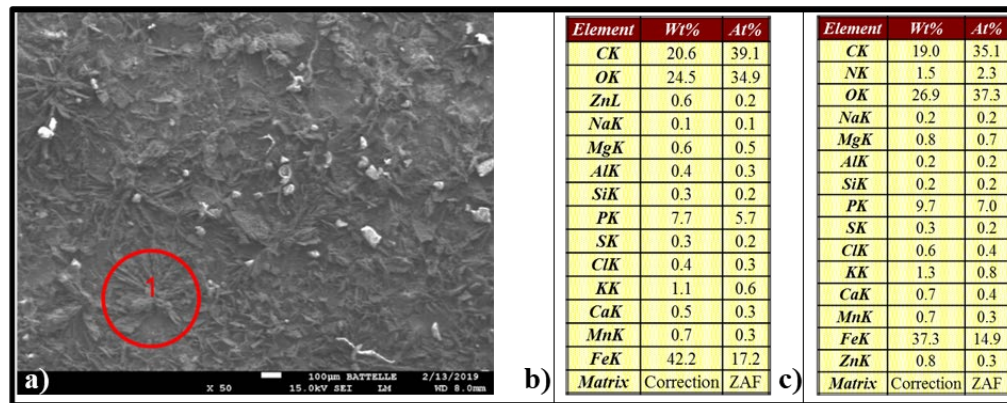 1
100µm BATTELLE 2/13/2019
X 50 15.0kV SEI LM WD 8.0mm
a)
b)
Element Wt% At%
CK 20.6 39.1
OK 24.5 34.9
ZnL 0.6 0.2
NaK 0.1 0.1
MgK 0.6 0.5
AlK 0.4 0.3
SiK 0.3 0.2
PK 7.7 5.7
SK 0.3 0.2
ClK 0.4 0.3
KK 1.1 0.6
CaK 0.5 0.3
MnK 0.7 0.3
FeK 42.2 17.2
Matrix Correction ZAF
c)
Element Wt% At%
CK 19.0 35.1
NK 1.5 2.3
OK 26.9 37.3
NaK 0.2 0.2
MgK 0.8 0.7
AlK 0.2 0.2
SiK 0.2 0.2
PK 9.7 7.0
SK 0.3 0.2
ClK 0.6 0.4
KK 1.3 0.8
CaK 0.7 0.4
MnK 0.7 0.3
FeK 37.3 14.9
ZnK 0.8 0.3
Matrix Correction ZAF